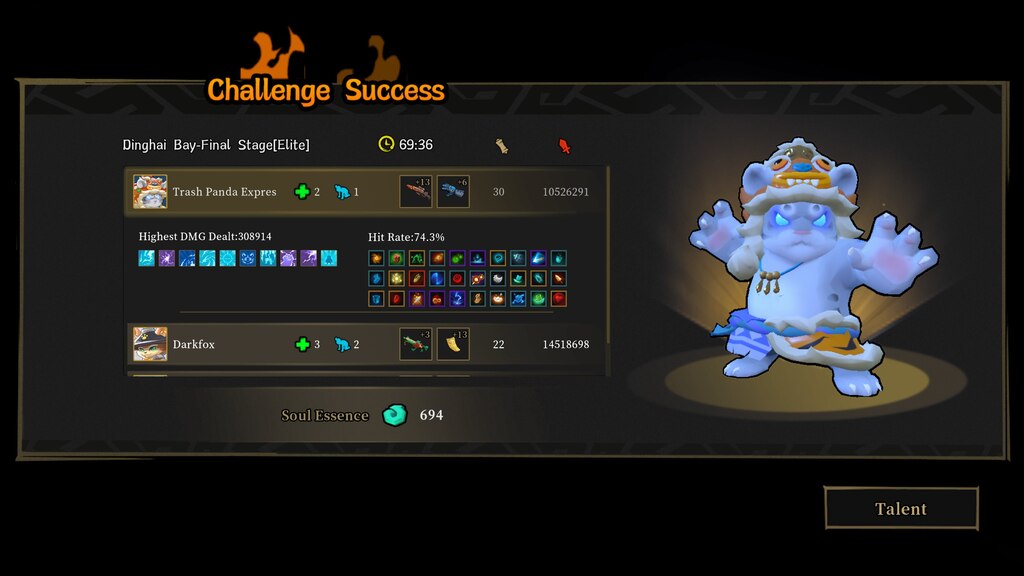 Challenge Success
Dinghai Bay-Final Stage[Elite] 69:36
Trash Panda Expres 2 1 +13 +6 30 10526291
Highest DMG Dealt:308914 Hit Rate:74.3%
Darkfox 3 2 +3 +13 22 14518698
Soul Essence 694
Talent